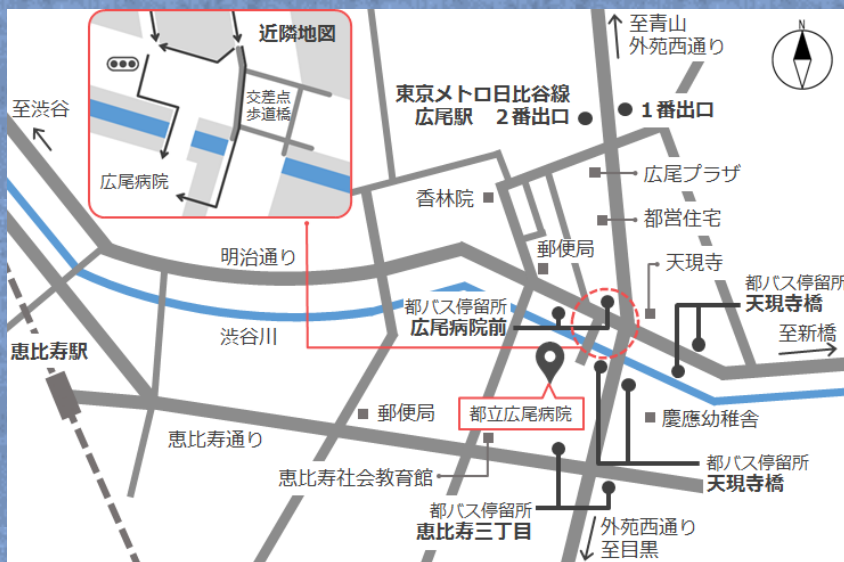 近隣地図
交差点
歩道橋
広尾病院
至渋谷
至青山
外苑西通り
N
東京メトロ日比谷線
広尾駅 2番出口
1番出口
広尾プラザ
香林院
都営住宅
明治通り
郵便局
天現寺
都バス停留所
天現寺橋
都バス停留所
広尾病院前
至新橋
渋谷川
恵比寿駅
都立広尾病院
郵便局
慶應幼稚舎
恵比寿通り
恵比寿社会教育館
都バス停留所
天現寺橋
都バス停留所
恵比寿三丁目
外苑西通り
至目黒